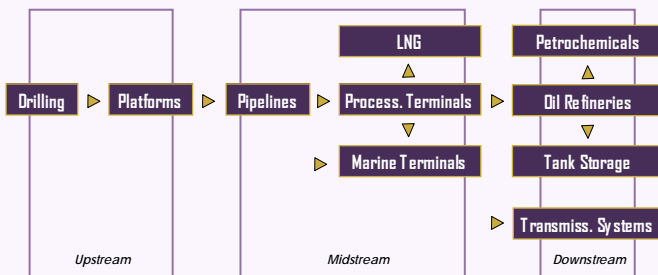 LNG
Petrochemicals
Drilling
Platforms
Pipelines
Process. Terminals
Oil Refineries
Marine Terminals
Tank Storage
Transmiss. Systems
Upstream
Midstream
Downstream